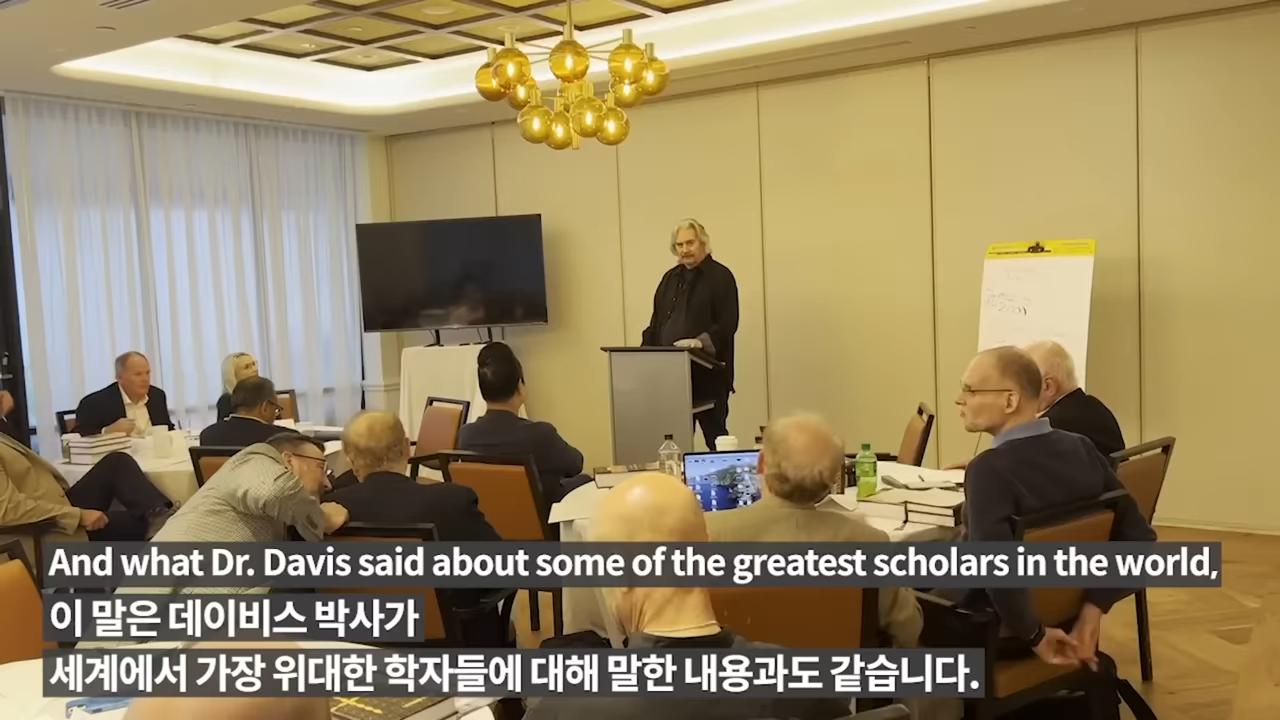 And what Dr. Davis said about some of the greatest scholars in the world,
이 말은 데이비스 박사가
세계에서 가장 위대한 학자들에 대해 말한 내용과도 같습니다.